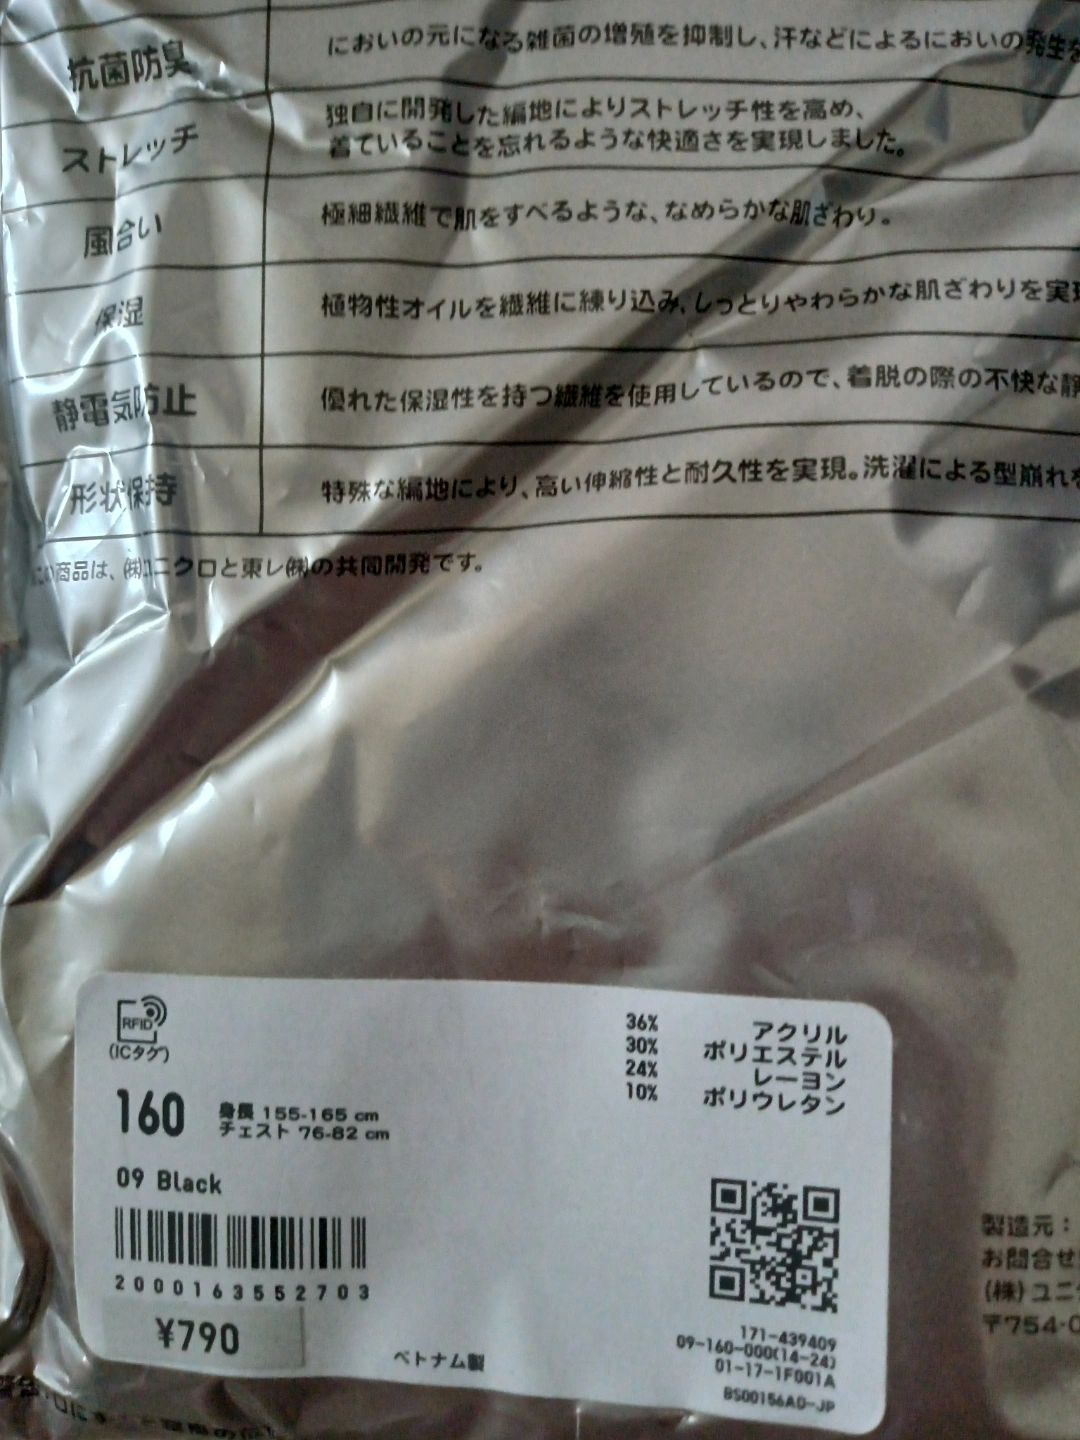 抗菌防臭
においの元になる雑菌の増殖を抑制し、汗などによるにおいの発生を
ストレッチ
独自に開発した編地によりストレッチ性を高め、
着ていることを忘れるような快適さを実現しました。
風合い
極細繊維で肌をすべるような、なめらかな肌ざわり。
保湿
植物性オイルを繊維に練り込み、しっとりやわらかな肌ざわりを実現
静電気防止
優れた保湿性を持つ繊維を使用しているので、着脱の際の不快な静
形状保持
特殊な編地により、高い伸縮性と耐久性を実現。洗濯による型崩れを
この商品は、㈱ユニクロと東レ㈱の共同開発です。
RFID
(ICタグ)
36% アクリル
30% ポリエステル
24% レーヨン
10% ポリウレタン
160
身長 155-165 cm
チェスト 76-82 cm
09 Black
2000163552703
¥790
ベトナム製
171-439409
09-160-000(14-24)
01-17-1F001A
BS00156AD-JP
製造元：
お問合せ
(株)ユニ
〒754-0